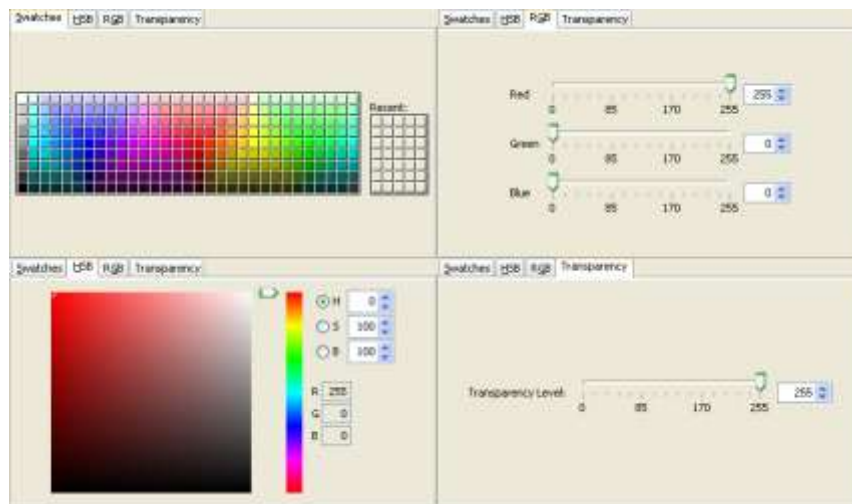 Swatches HSB RGB Transparency
Recent:
Swatches HSB RGB Transparency
Red 255
0 85 170 255
Green 0
0 85 170 255
Blue 0
0 85 170 255
Swatches HSB RGB Transparency
H 0
S 100
B 100
R 255
G 0
B 0
Swatches HSB RGB Transparency
Transparency Level: 255
0 85 170 255